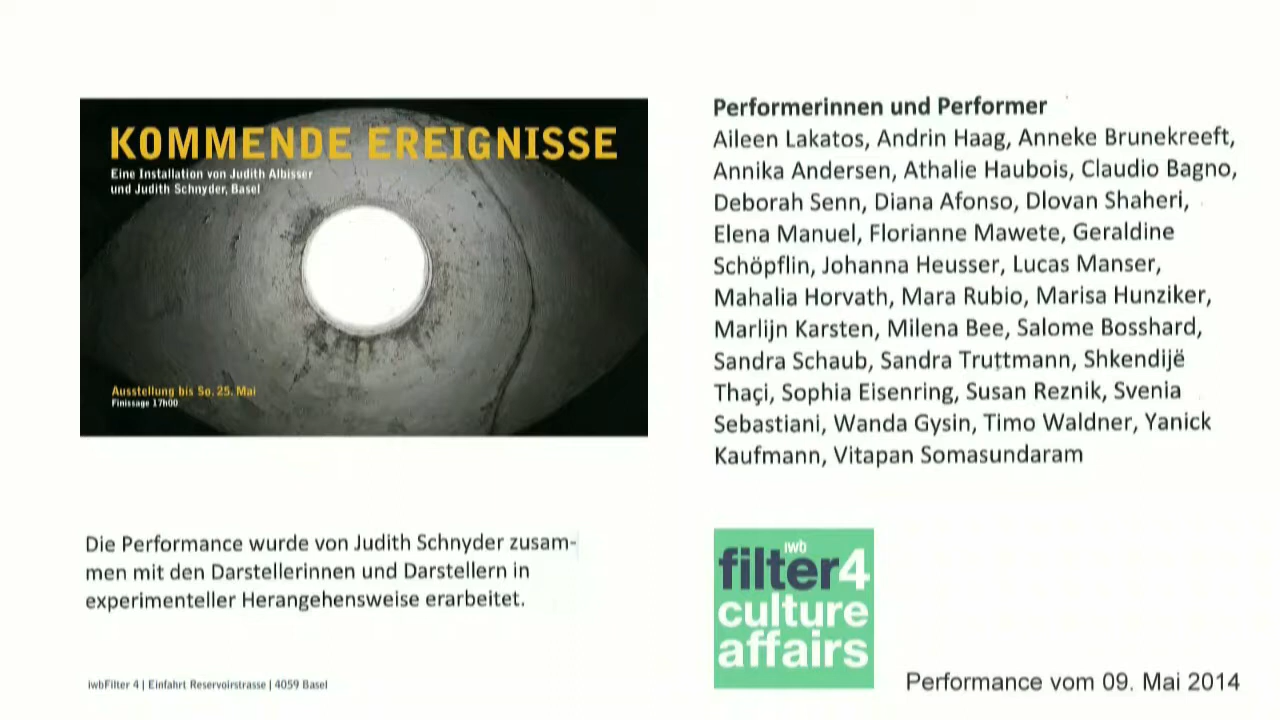 KOMMENDE EREIGNISSE
Eine Installation von Judith Albisser
und Judith Schnyder, Basel
Ausstellung bis So. 25. Mai
Finissage 17h00
Die Performance wurde von Judith Schnyder zusam-
men mit den Darstellerinnen und Darstellern in
experimenteller Herangehensweise erarbeitet.
iwbFilter 4 | Einfahrt Reservoirstrasse | 4059 Basel
Performerinnen und Performer
Aileen Lakatos, Andrin Haag, Anneke Brunekreeft,
Annika Andersen, Athalie Haubois, Claudio Bagno,
Deborah Senn, Diana Afonso, Dlovan Shaheri,
Elena Manuel, Florianne Mawete, Geraldine
Schöpflin, Johanna Heusser, Lucas Manser,
Mahalia Horvath, Mara Rubio, Marisa Hunziker,
Marlijn Karsten, Milena Bee, Salome Bosshard,
Sandra Schaub, Sandra Truttmann, Shkendijë
Thaçi, Sophia Eisenring, Susan Reznik, Svenia
Sebastiani, Wanda Gysin, Timo Waldner, Yanick
Kaufmann, Vitapan Somasundaram
iwb
filter4
culture
affairs
Performance vom 09. Mai 2014